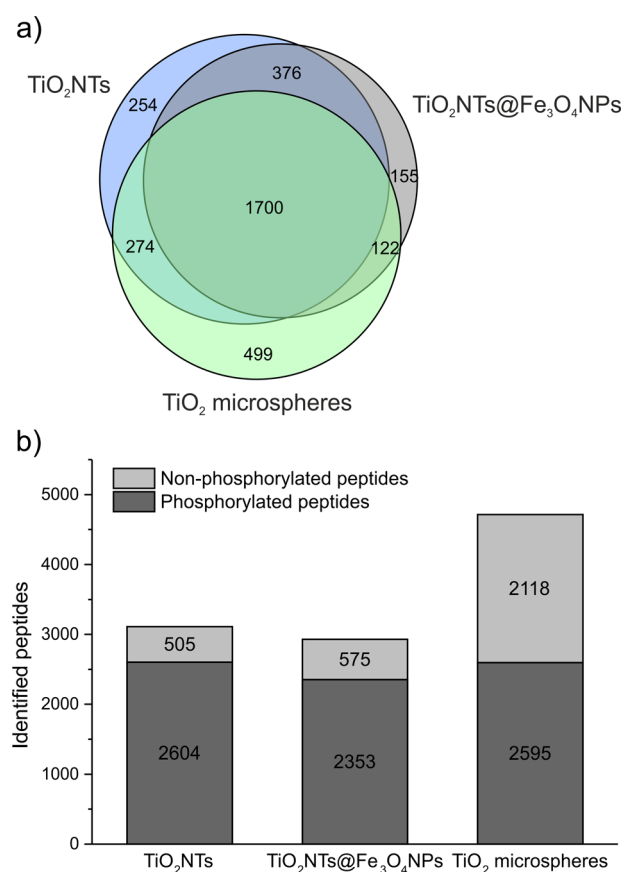 a)
TiO₂NTs
254
376
TiO₂NTs@Fe₃O₄NPs
155
1700
274
122
499
TiO₂ microspheres
b)
Identified peptides
5000
4000
3000
2000
1000
0
Non-phosphorylated peptides
Phosphorylated peptides
505
2604
575
2353
2118
2595
TiO₂NTs
TiO₂NTs@Fe₃O₄NPs
TiO₂ microspheres